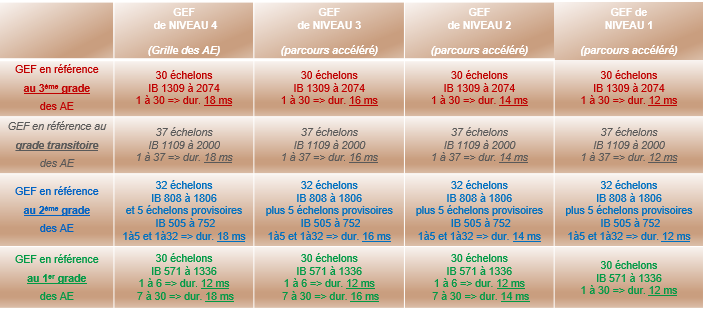 GEF
de NIVEAU 4
(Grille des AE)
GEF
de NIVEAU 3
(parcours accéléré)
GEF
de NIVEAU 2
(parcours accéléré)
GEF de
NIVEAU 1
(parcours accéléré)
GEF en référence
au 3ème grade
des AE
30 échelons
IB 1309 à 2074
1 à 30 => dur. 18 ms
30 échelons
IB 1309 à 2074
1 à 30 => dur. 16 ms
30 échelons
IB 1309 à 2074
1 à 30 => dur. 14 ms
30 échelons
IB 1309 à 2074
1 à 30 => dur. 12 ms
GEF en référence au
grade transitoire
des AE
37 échelons
IB 1109 à 2000
1 à 37 => dur. 18 ms
37 échelons
IB 1109 à 2000
1 à 37 => dur. 16 ms
37 échelons
IB 1109 à 2000
1 à 37 => dur. 14 ms
37 échelons
IB 1109 à 2000
1 à 37 => dur. 12 ms
GEF en référence
au 2ème grade
des AE
32 échelons
IB 808 à 1806
et 5 échelons provisoires
IB 505 à 752
1à5 et 1à32 => dur. 18 ms
32 échelons
IB 808 à 1806
plus 5 échelons provisoires
IB 505 à 752
1à5 et 1à32 => dur. 16 ms
32 échelons
IB 808 à 1806
plus 5 échelons provisoires
IB 505 à 752
1à5 et 1à32 => dur. 14 ms
32 échelons
IB 808 à 1806
plus 5 échelons provisoires
IB 505 à 752
1à5 et 1à32 => dur. 12 ms
GEF en référence
au 1er grade
des AE
30 échelons
IB 571 à 1336
1 à 6 => dur. 12 ms
7 à 30 => dur. 18 ms
30 échelons
IB 571 à 1336
1 à 6 => dur. 12 ms
7 à 30 => dur. 16 ms
30 échelons
IB 571 à 1336
1 à 6 => dur. 12 ms
7 à 30 => dur. 14 ms
30 échelons
IB 571 à 1336
1 à 30 => dur. 12 ms